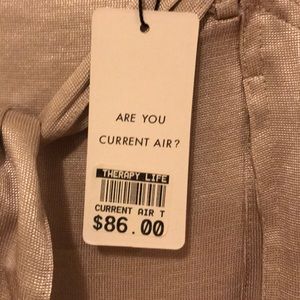 ARE YOU
CURRENT AIR?
THERAPY LIFE
CURRENT AIR T
$86.00